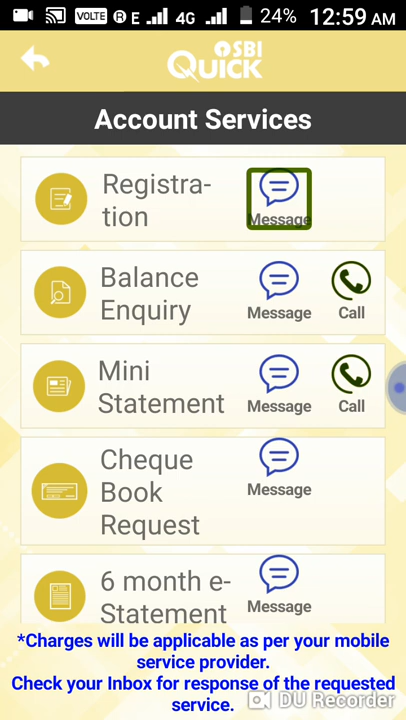 VOLTE R E 4G 24% 12:59 AM
SBI
QUICK
Account Services
Registra-
tion
Message
Balance
Enquiry
Message
Call
Mini
Statement
Message
Call
Cheque
Book
Request
Message
6 month e-
Statement
Message
*Charges will be applicable as per your mobile
service provider.
Check your Inbox for response of the requested
service.
DU Recorder